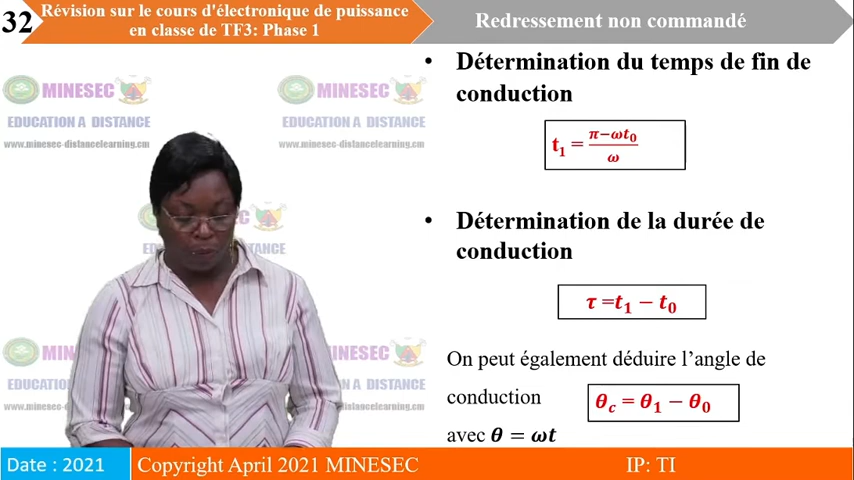 32
Révision sur le cours d'électronique de puissance
en classe de TF3: Phase 1
Redressement non commandé
MINESEC
EDUCATION A DISTANCE
www.minesec-distancelearning.cm
MINESEC
EDUCATION A DISTANCE
www.minesec-distancelearning.cm
• Détermination du temps de fin de
conduction
t₁ = (π−ωt₀)/ω
• Détermination de la durée de
conduction
τ =t₁ − t₀
On peut également déduire l’angle de
conduction
θ_c = θ₁ − θ₀
avec θ = ωt
Date : 2021
Copyright April 2021 MINESEC
IP: TI